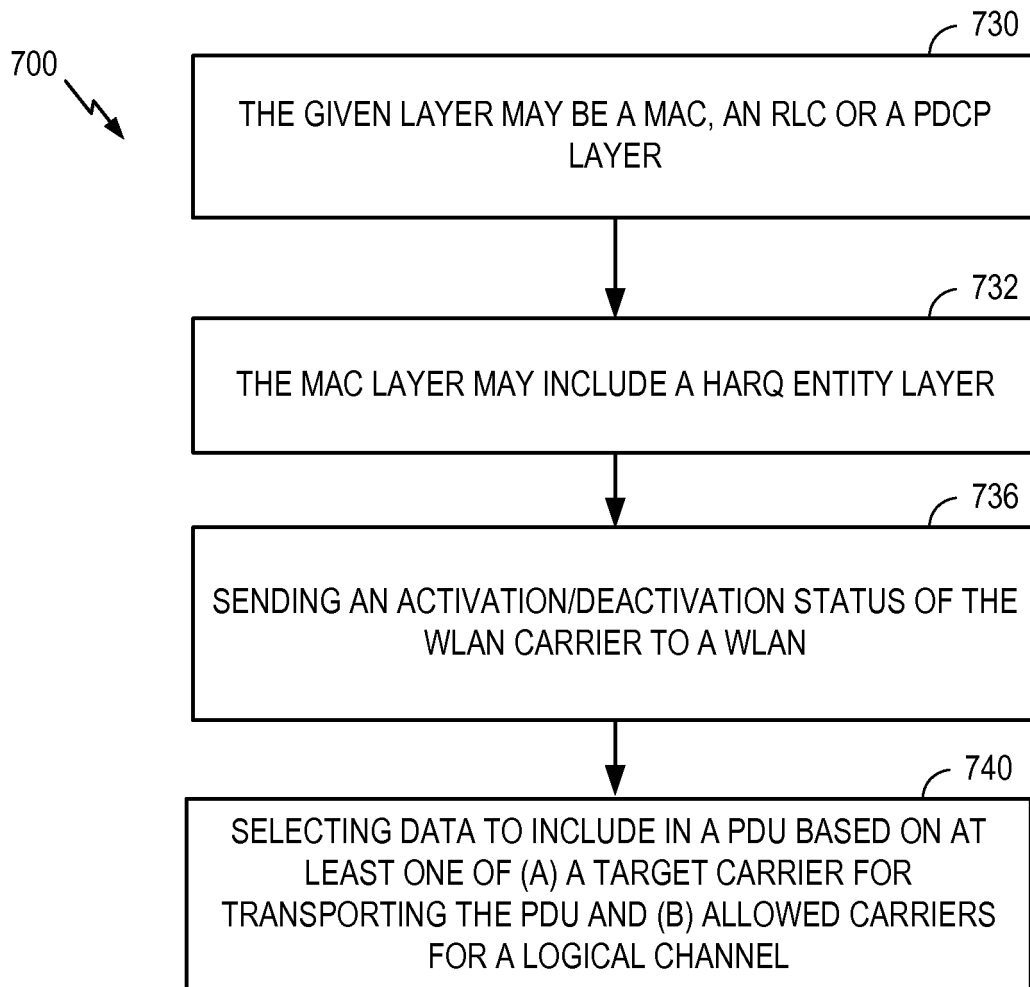 700
730
THE GIVEN LAYER MAY BE A MAC, AN RLC OR A PDCP
LAYER
732
THE MAC LAYER MAY INCLUDE A HARQ ENTITY LAYER
736
SENDING AN ACTIVATION/DEACTIVATION STATUS OF THE
WLAN CARRIER TO A WLAN
740
SELECTING DATA TO INCLUDE IN A PDU BASED ON AT
LEAST ONE OF (A) A TARGET CARRIER FOR
TRANSPORTING THE PDU AND (B) ALLOWED CARRIERS
FOR A LOGICAL CHANNEL